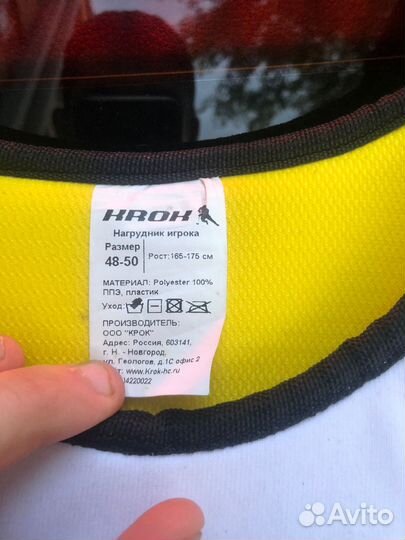 KROK
Нагрудник игрока
Размер
48-50
Рост:165-175 см
МАТЕРИАЛ: Polyester 100%
ППЭ, пластик
Уход:
ПРОИЗВОДИТЕЛЬ:
ООО "КРОК"
Адрес: Россия, 603141,
г. Н - Новгород,
ул. Геологов, д.1С офис 2
www.Krok-hc.ru
4220022
Avito